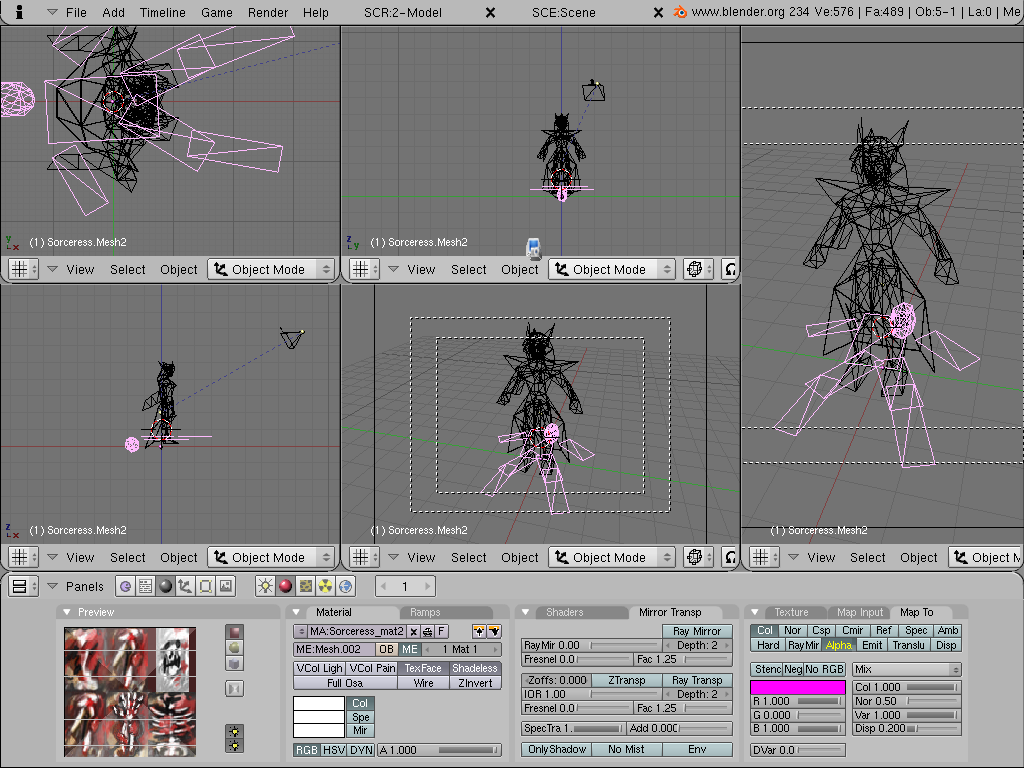 File Add Timeline Game Render Help SCR:2-Model SCE:Scene www.blender.org 234 Ve:576 | Fa:489 | Ob:5-1 | La:0 | Me
y x (1) Sorceress.Mesh2
z y (1) Sorceress.Mesh2
View Select Object Object Mode
View Select Object Object Mode
z x (1) Sorceress.Mesh2
(1) Sorceress.Mesh2
(1) Sorceress.Mesh2
View Select Object Object Mode
View Select Object Object Mode
View Select Object Object M
Panels 1
Preview
Material Ramps
MA:Sorceress_mat2 F
ME:Mesh.002 OB ME 1 Mat 1
VCol Ligh VCol Pain TexFace Shadeless
Full Osa Wire ZInvert
Col
Spe
Mir
RGB HSV DYN A 1.000
Shaders Mirror Transp
Ray Mirror
RayMir 0.00 Depth: 2
Fresnel 0.0 Fac 1.25
Zoffs: 0.000 ZTransp Ray Transp
IOR 1.00 Depth: 2
Fresnel 0.0 Fac 1.25
SpecTra 1. Add 0.000
OnlyShadow No Mist Env
Texture Map Input Map To
Col Nor Csp Cmir Ref Spec Amb
Hard RayMir Alpha Emit Translu Disp
Stenc Neg No RGB Mix
R 1.000
G 0.000
B 1.000
Col 1.000
Nor 0.50
Var 1.000
Disp 0.200
DVar 0.0